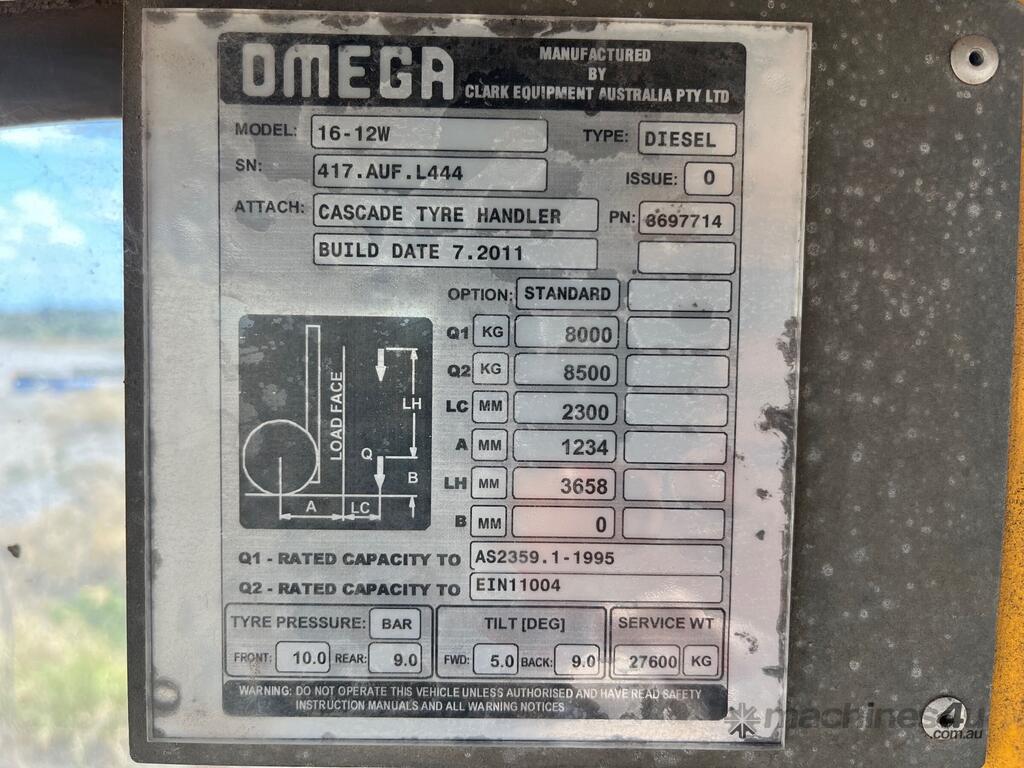 OMEGA
MANUFACTURED
BY
CLARK EQUIPMENT AUSTRALIA PTY LTD
MODEL: 16-12W TYPE: DIESEL
SN: 417.AUF.L444 ISSUE: 0
ATTACH: CASCADE TYRE HANDLER PN: 3697714
BUILD DATE 7.2011
OPTION: STANDARD
Q1 KG 8000
Q2 KG 8500
LC MM 2300
A MM 1234
LH MM 3658
B MM 0
LOAD FACE
LH
Q
B
A LC
Q1 - RATED CAPACITY TO AS2359.1-1995
Q2 - RATED CAPACITY TO EIN11004
TYRE PRESSURE: BAR TILT [DEG] SERVICE WT
FRONT: 10.0 REAR: 9.0 FWD: 5.0 BACK: 9.0 27600 KG
WARNING: DO NOT OPERATE THIS VEHICLE UNLESS AUTHORISED AND HAVE READ SAFETY
INSTRUCTION MANUALS AND ALL WARNING NOTICES
machines4u
.com.au